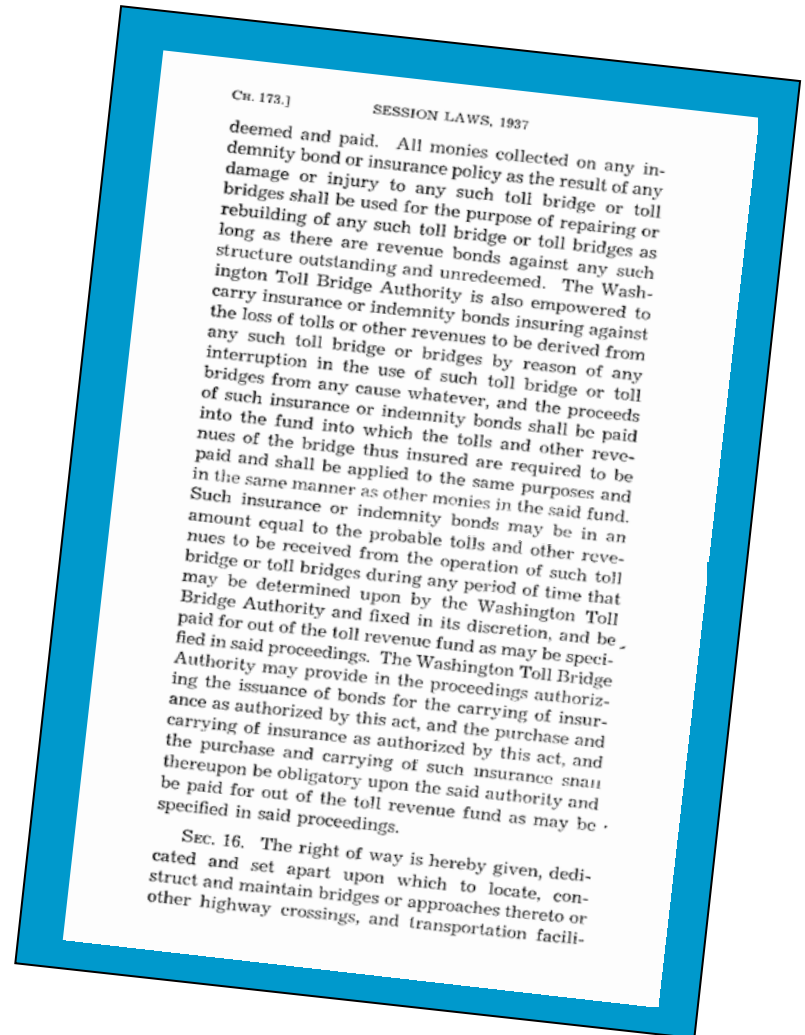 CH. 173.] SESSION LAWS, 1937
deemed and paid. All monies collected on any in-
demnity bond or insurance policy as the result of any
damage or injury to any such toll bridge or toll
bridges shall be used for the purpose of repairing or
rebuilding of any such toll bridge or toll bridges as
long as there are revenue bonds against any such
structure outstanding and unredeemed. The Wash-
ington Toll Bridge Authority is also empowered to
carry insurance or indemnity bonds insuring against
the loss of tolls or other revenues to be derived from
any such toll bridge or bridges by reason of any
interruption in the use of such toll bridge or toll
bridges from any cause whatever, and the proceeds
of such insurance or indemnity bonds shall be paid
into the fund into which the tolls and other reve-
nues of the bridge thus insured are required to be
paid and shall be applied to the same purposes and
in the same manner as other monies in the said fund.
Such insurance or indemnity bonds may be in an
amount equal to the probable tolls and other reve-
nues to be received from the operation of such toll
bridge or toll bridges during any period of time that
may be determined upon by the Washington Toll
Bridge Authority and fixed in its discretion, and be
paid for out of the toll revenue fund as may be speci-
fied in said proceedings. The Washington Toll Bridge
Authority may provide in the proceedings authoriz-
ing the issuance of bonds for the carrying of insur-
ance as authorized by this act, and the purchase and
carrying of insurance as authorized by this act, and
the purchase and carrying of such insurance shall
thereupon be obligatory upon the said authority and
be paid for out of the toll revenue fund as may be
specified in said proceedings.
SEC. 16. The right of way is hereby given, dedi-
cated and set apart upon which to locate, con-
struct and maintain bridges or approaches thereto or
other highway crossings, and transportation facili-